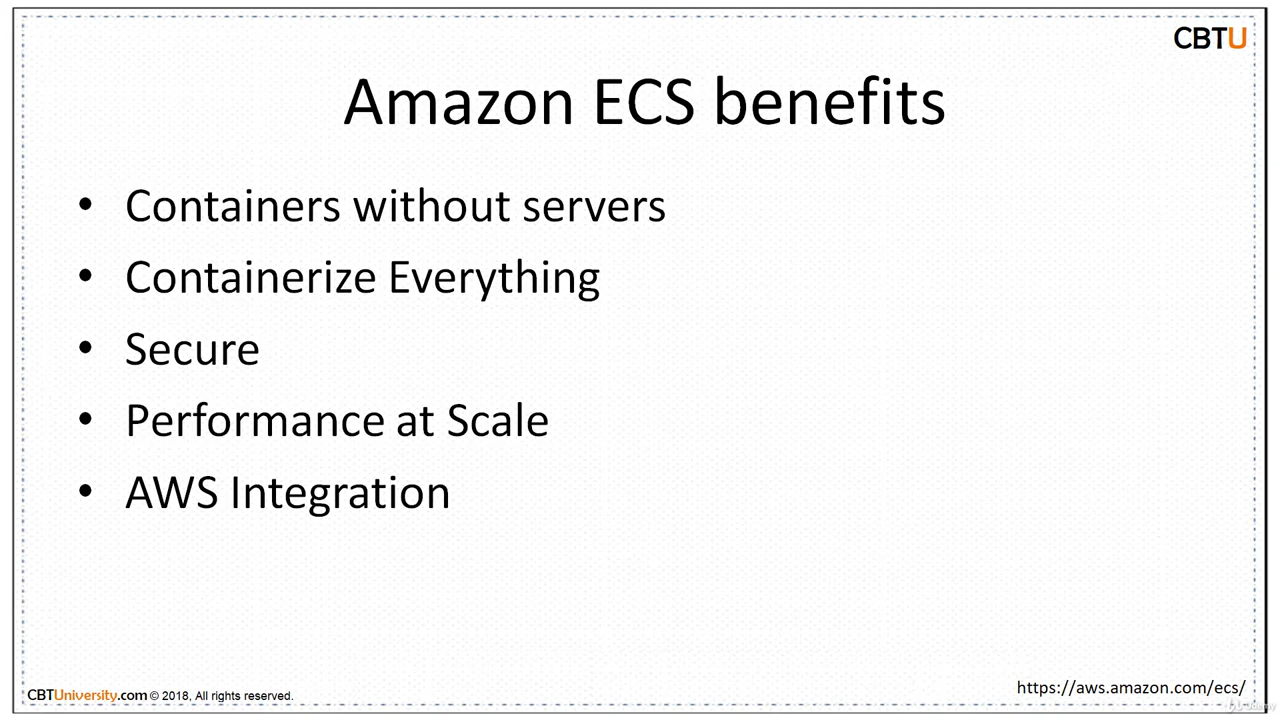 CBTU
Amazon ECS benefits
• Containers without servers
• Containerize Everything
• Secure
• Performance at Scale
• AWS Integration
https://aws.amazon.com/ecs/
CBTUniversity.com © 2018, All rights reserved.
Udemy